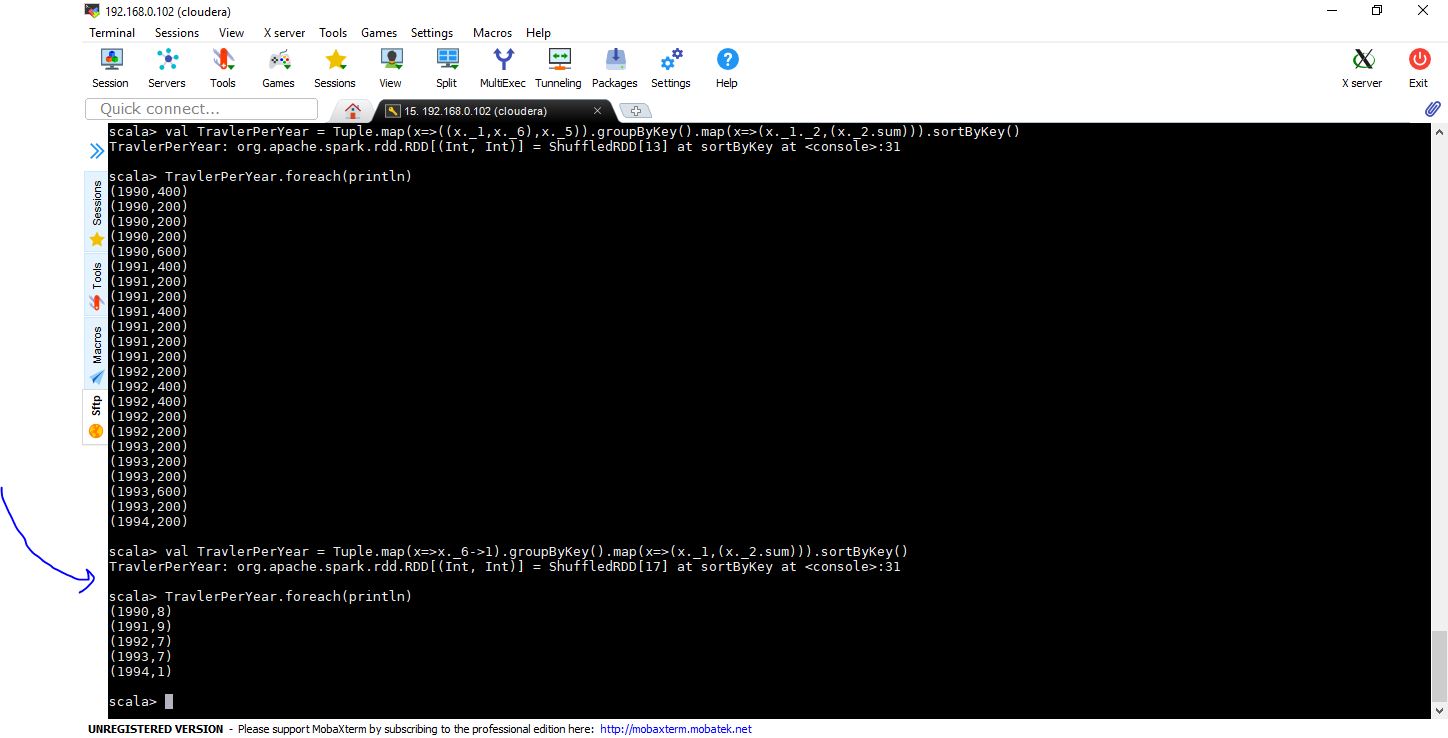 192.168.0.102 (cloudera)
Terminal Sessions View X server Tools Games Settings Macros Help
Session Servers Tools Games Sessions View Split MultiExec Tunneling Packages Settings Help X server Exit
Quick connect... 15. 192.168.0.102 (cloudera)
Sessions
Tools
Macros
Sftp
scala> val TravlerPerYear = Tuple.map(x=>((x._1,x._6),x._5)).groupByKey().map(x=>(x._1._2,(x._2.sum))).sortByKey()
TravlerPerYear: org.apache.spark.rdd.RDD[(Int, Int)] = ShuffledRDD[13] at sortByKey at <console>:31
scala> TravlerPerYear.foreach(println)
(1990,400)
(1990,200)
(1990,200)
(1990,200)
(1990,600)
(1991,400)
(1991,200)
(1991,200)
(1991,400)
(1991,200)
(1991,200)
(1991,200)
(1992,200)
(1992,400)
(1992,400)
(1992,200)
(1992,200)
(1993,200)
(1993,200)
(1993,200)
(1993,600)
(1993,200)
(1994,200)
scala> val TravlerPerYear = Tuple.map(x=>x._6->1).groupByKey().map(x=>(x._1,(x._2.sum))).sortByKey()
TravlerPerYear: org.apache.spark.rdd.RDD[(Int, Int)] = ShuffledRDD[17] at sortByKey at <console>:31
scala> TravlerPerYear.foreach(println)
(1990,8)
(1991,9)
(1992,7)
(1993,7)
(1994,1)
scala>
UNREGISTERED VERSION - Please support MobaXterm by subscribing to the professional edition here: http://mobaxterm.mobatek.net